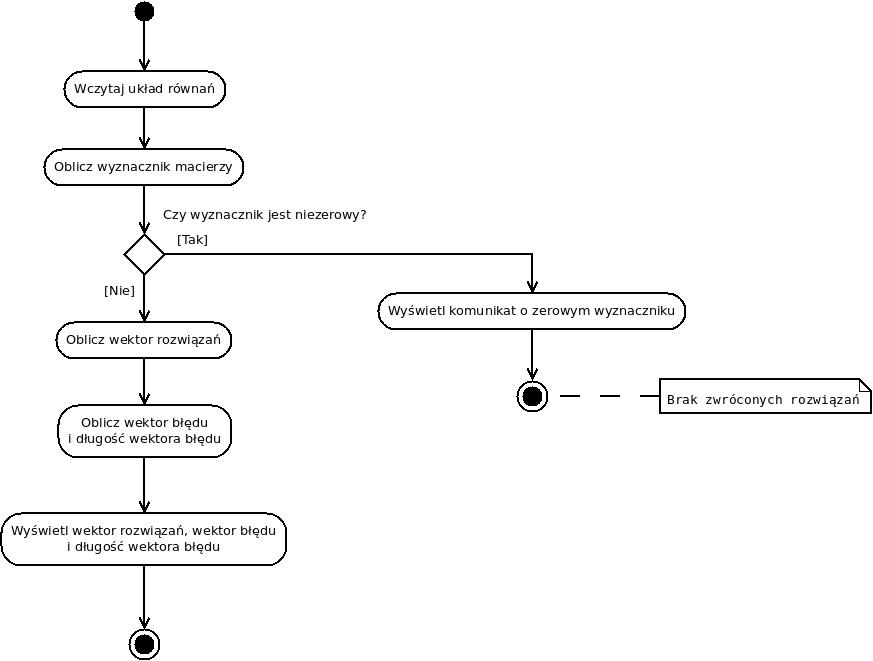 Wczytaj układ równań
Oblicz wyznacznik macierzy
Czy wyznacznik jest niezerowy?
[Tak]
[Nie]
Wyświetl komunikat o zerowym wyznaczniku
Oblicz wektor rozwiązań
Brak zwróconych rozwiązań
Oblicz wektor błędu
i długość wektora błędu
Wyświetl wektor rozwiązań, wektor błędu
i długość wektora błędu